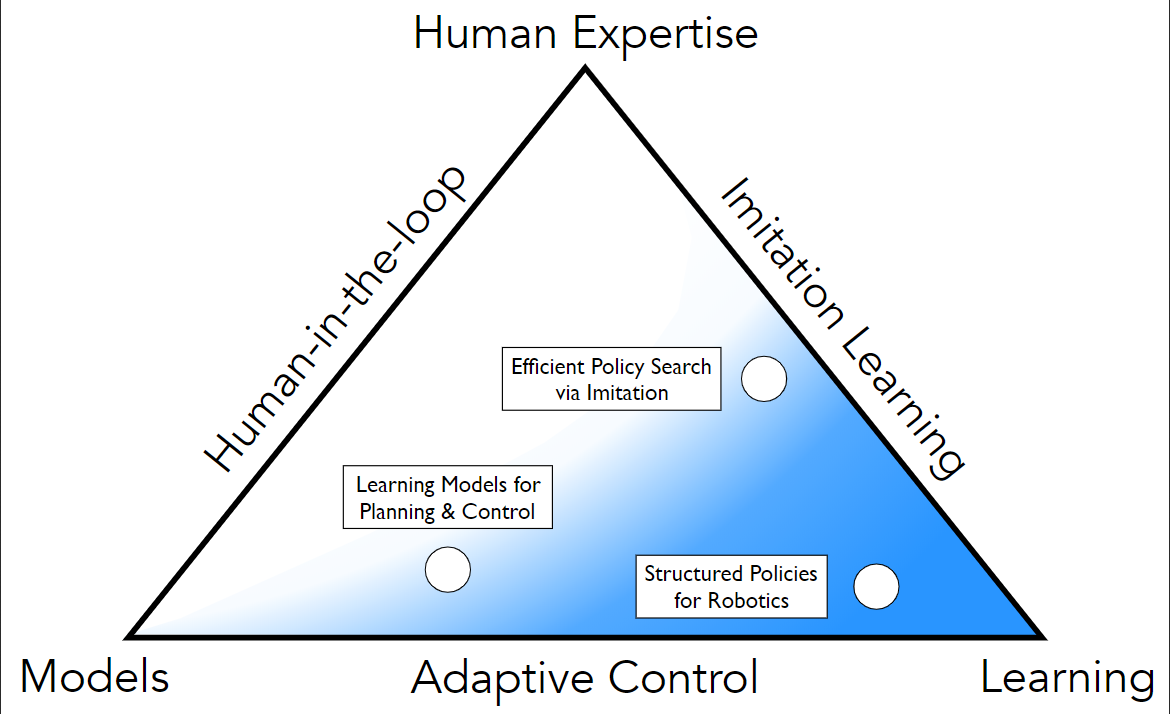 Human Expertise
Human-in-the-loop
Imitation Learning
Efficient Policy Search
via Imitation
Learning Models for
Planning & Control
Structured Policies
for Robotics
Models
Adaptive Control
Learning